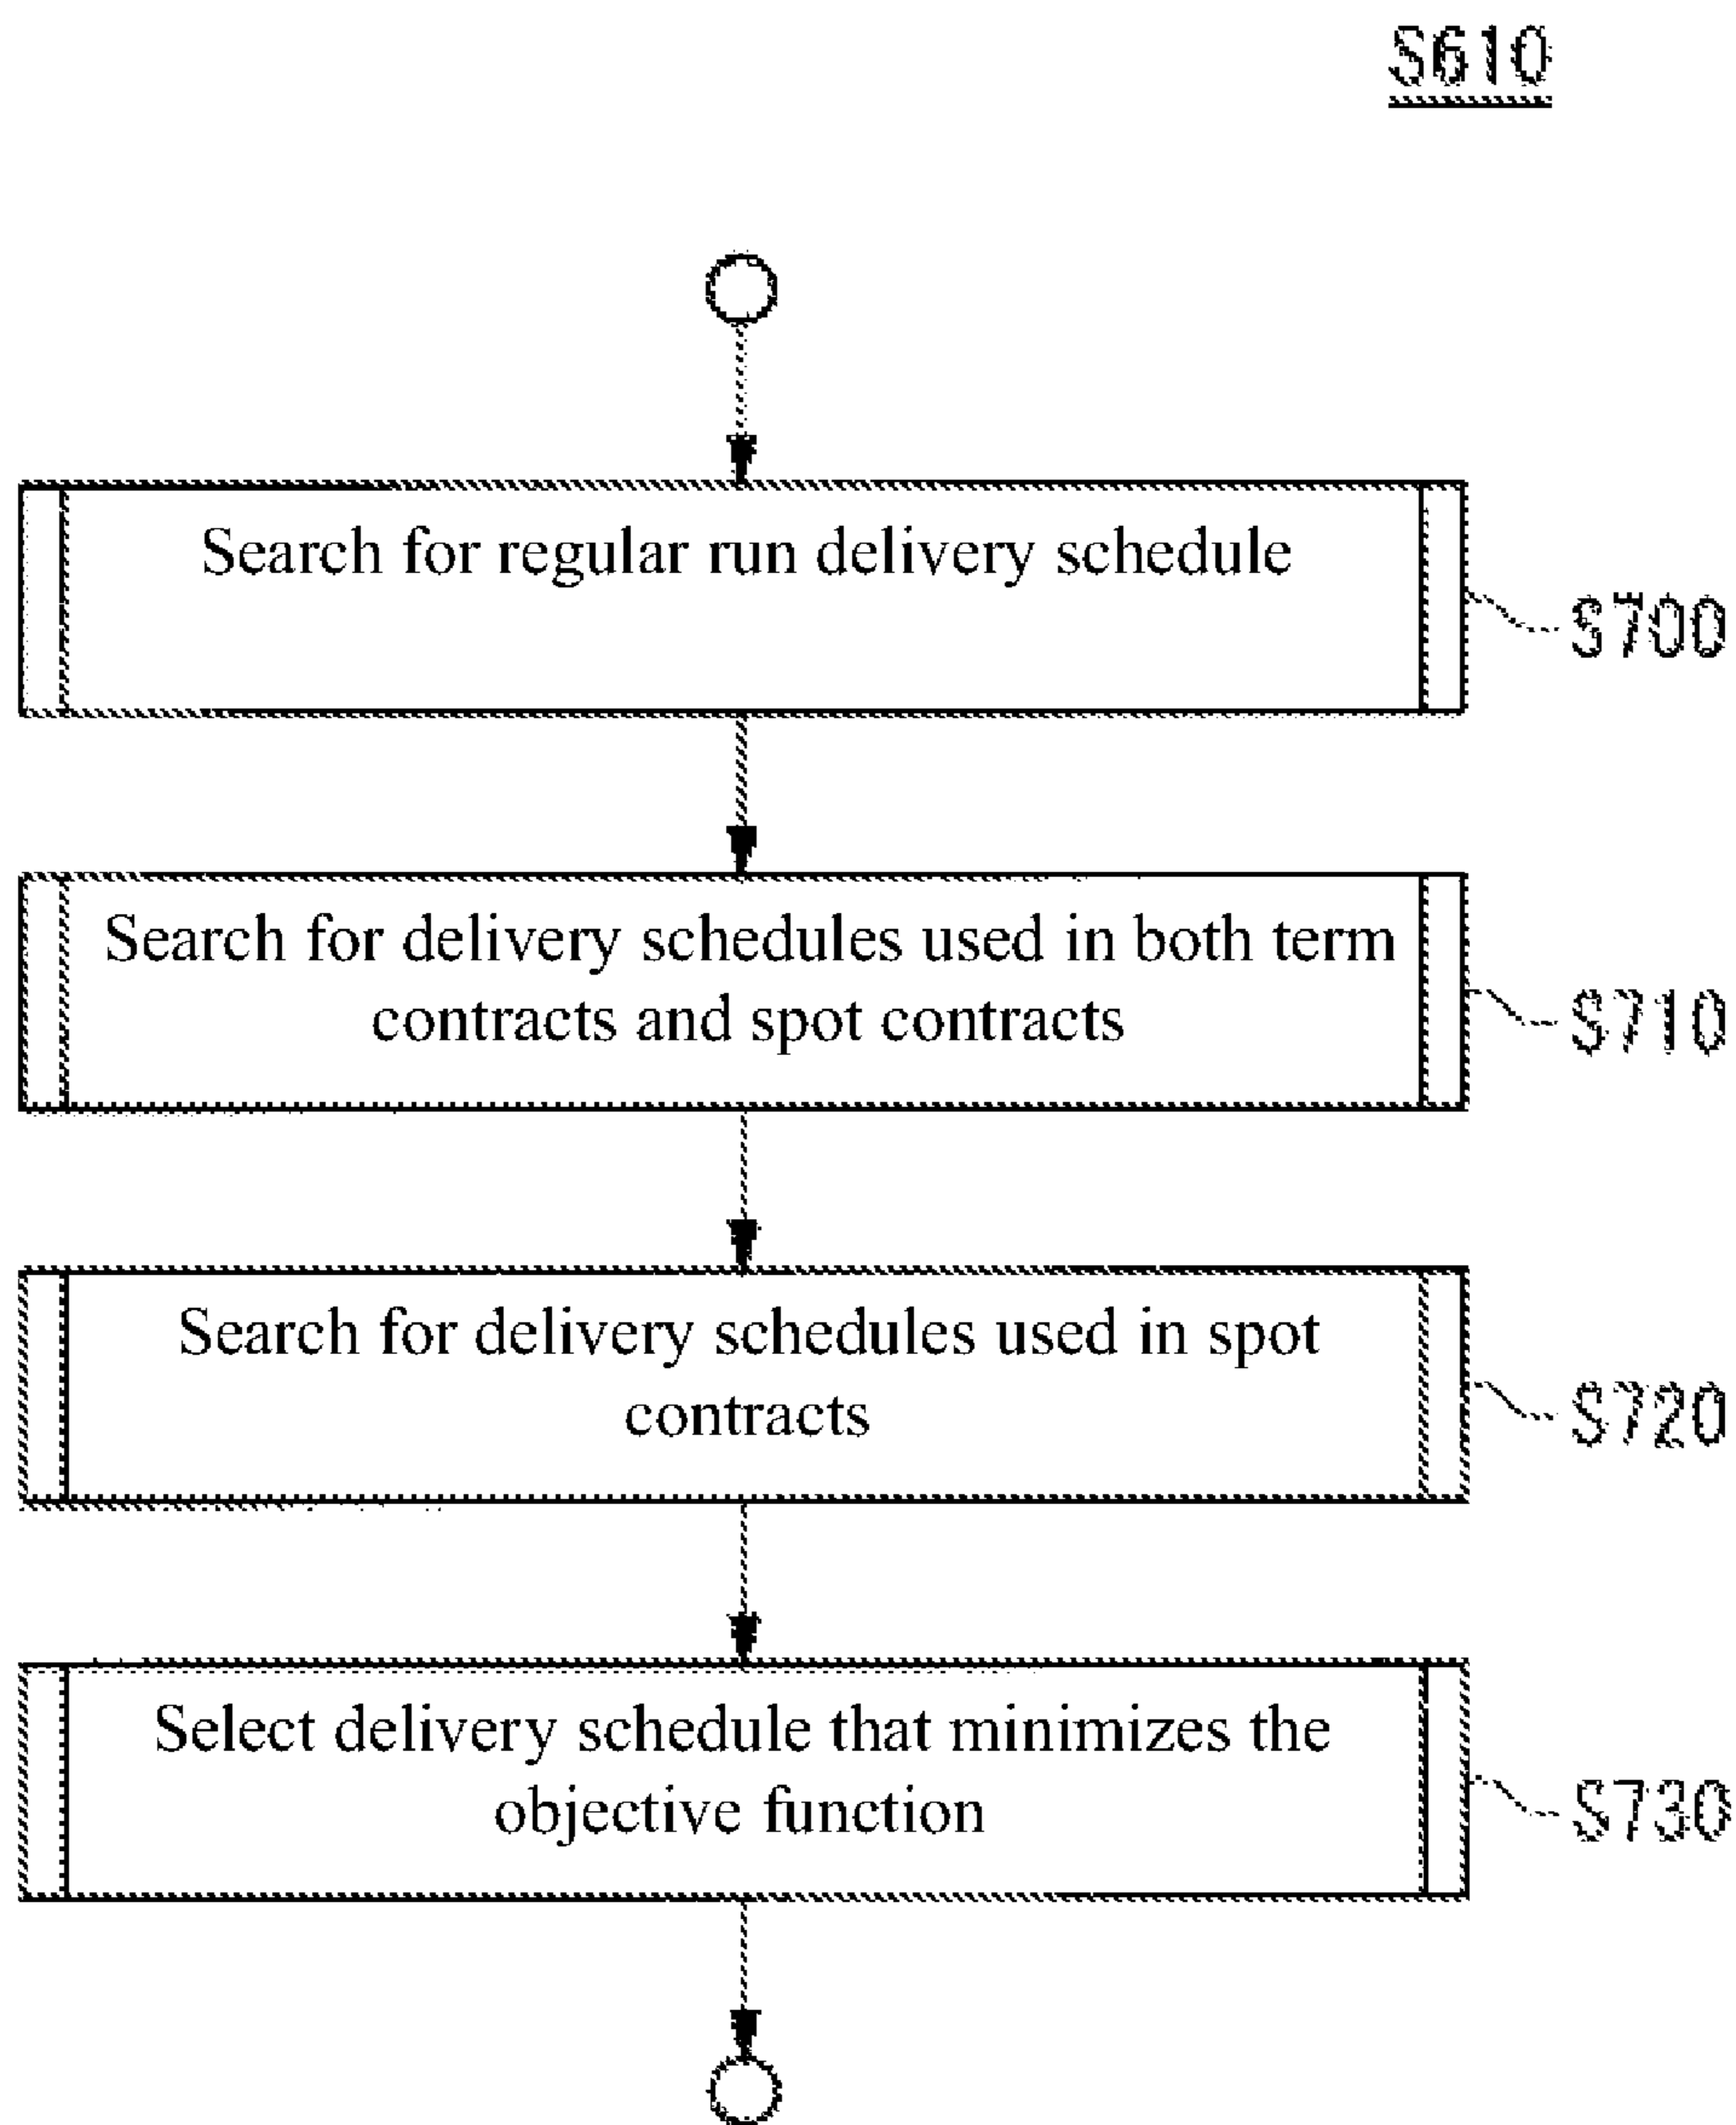 S610
Search for regular run delivery schedule
S700
Search for delivery schedules used in both term
contracts and spot contracts
S710
Search for delivery schedules used in spot
contracts
S720
Select delivery schedule that minimizes the
objective function
S730